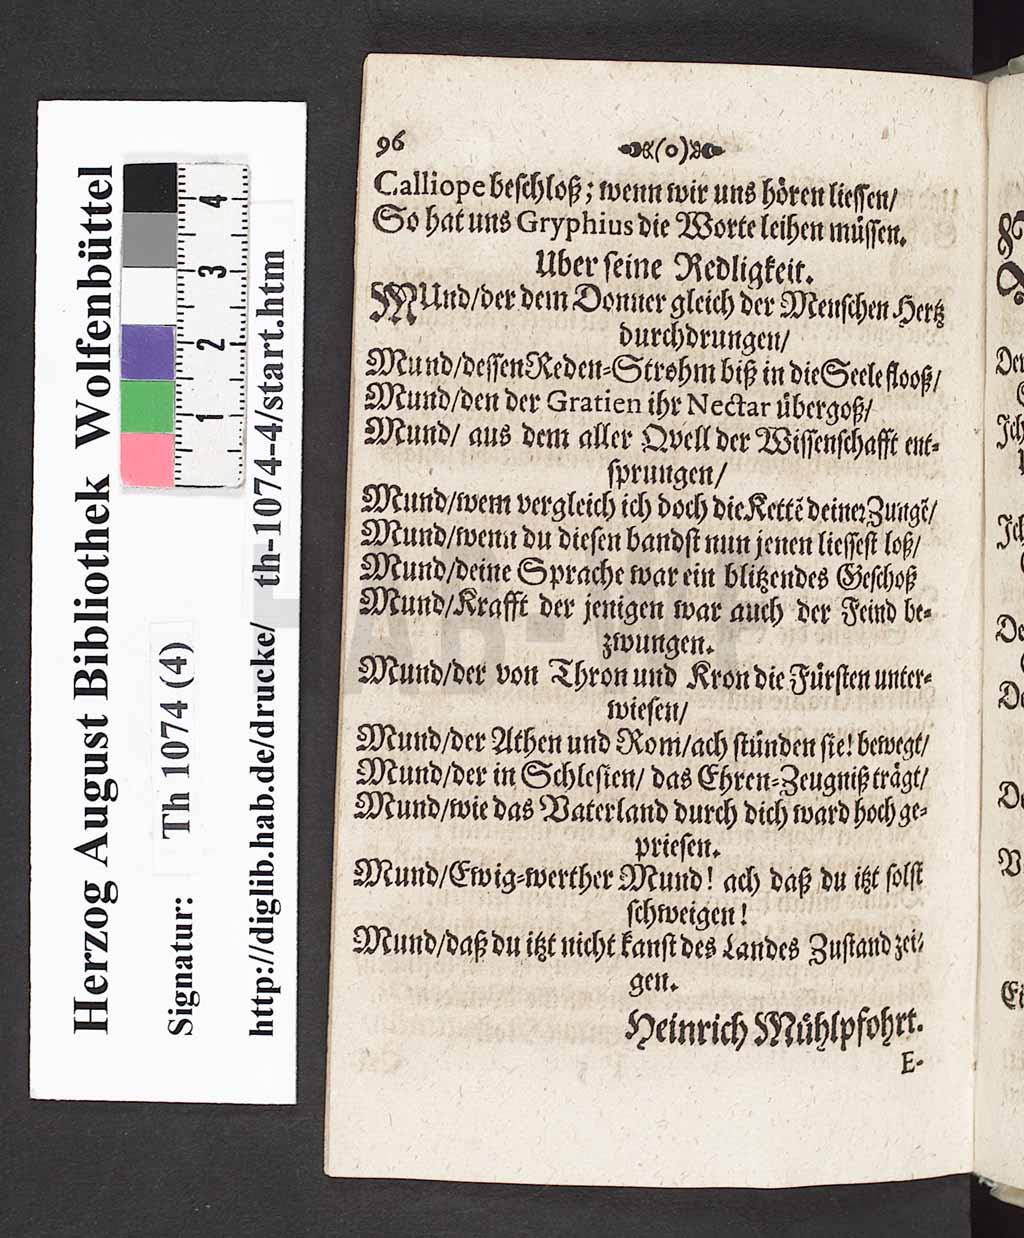 Herzog August Bibliothek Wolfenbüttel
Signatur: Th 1074 (4)
http://diglib.hab.de/drucke/ th-1074-4/start.htm
1 2 3 4
96 (o)
Calliope beſchloß; wenn wir uns hören lieſſen/
So hat uns Gryphius die Worte leihen müſſen.
Uber ſeine Redligkeit.
MUnd/der dem Donner gleich der Menſchen Hertz
durchdrungen/
Mund/deſſen Reden-Strohm biß in die Seele flooß/
Mund/den der Gratien ihr Nectar übergoß/
Mund/ aus dem aller Qvell der Wiſſenſchafft ent-
ſprungen/
Mund/wem vergleich ich doch die Kettẽ deiner Zungẽ/
Mund/wenn du dieſen bandſt nun jenen lieſſeſt loß/
Mund/deine Sprache war ein blitzendes Geſchoß
Mund/Krafft der jenigen war auch der Feind be-
zwungen.
Mund/der von Thron und Kron die Fürſten unter-
wieſen/
Mund/der Athen und Rom/ach ſtünden ſie! bewegt/
Mund/der in Schleſien/ das Ehren-Zeugniß trägt/
Mund/wie das Vaterland durch dich ward hoch ge-
prieſen.
Mund/Ewig-werther Mund! ach daß du itzt ſolſt
ſchweigen!
Mund/daß du itzt nicht kanſt des Landes Zuſtand zei-
gen.
Heinrich Mühlpfohrt.
E-